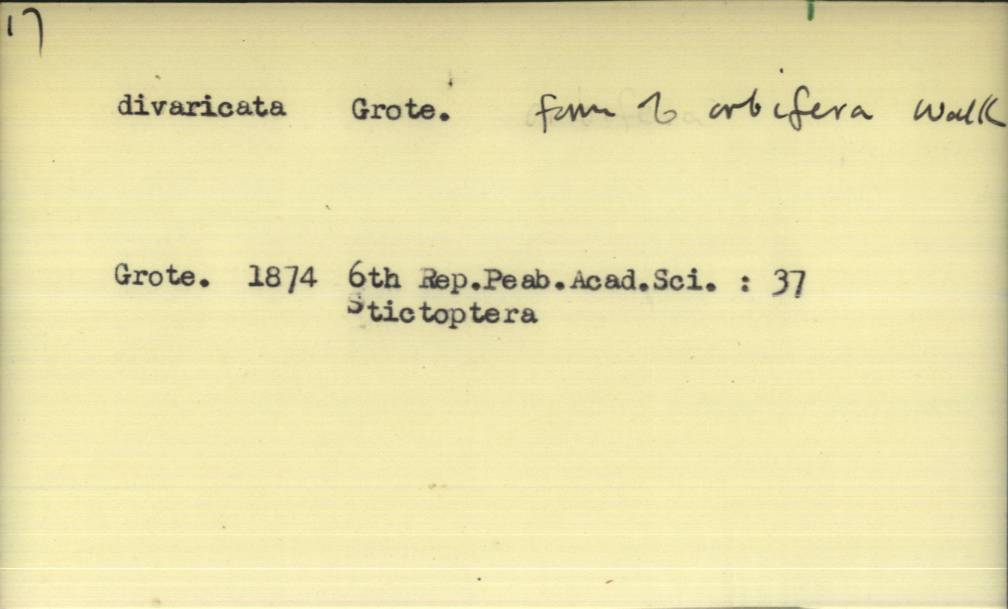 17
divaricata Grote. form of orbifera Walk
Grote. 1874 6th Rep.Peab.Acad.Sci. : 37
Stictoptera